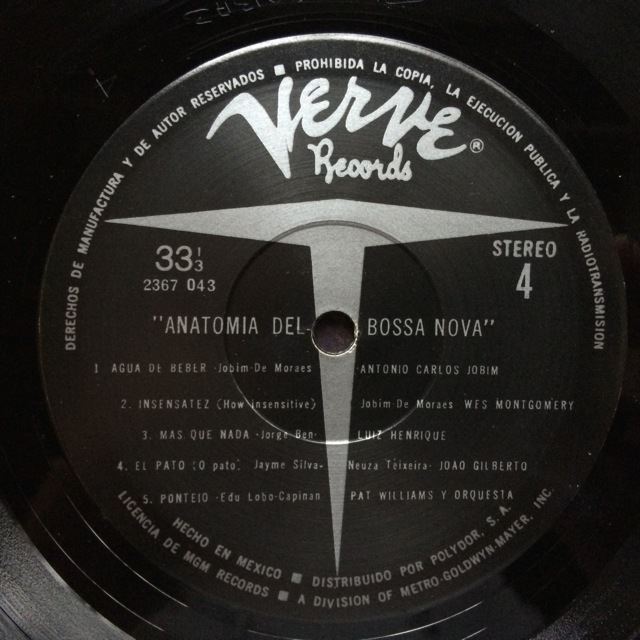 DERECHOS DE MANUFACTURA Y DE AUTOR RESERVADOS ■ PROHIBIDA LA COPIA, LA EJECUCION PUBLICA Y LA RADIOTRANSMISION
VERVE®
Records
33 1/3
STEREO
2367 043
4
"ANATOMIA DEL BOSSA NOVA"
1 AGUA DE BEBER - Jobim - De Moraes - ANTONIO CARLOS JOBIM
2. INSENSATEZ (How insensitive) Jobim - De Moraes WES MONTGOMERY
3. MAS QUE NADA - Jorge Ben - LUIZ HENRIQUE
4. EL PATO (O pato) Jayme Silva - Neuza Teixeira - JOAO GILBERTO
5. PONTEIO - Edu Lobo - Capinan PAT WILLIAMS Y ORQUESTA
HECHO EN MEXICO ■ DISTRIBUIDO POR POLYDOR, S. A.
LICENCIA DE MGM RECORDS ■ A DIVISION OF METRO-GOLDWYN-MAYER, INC.